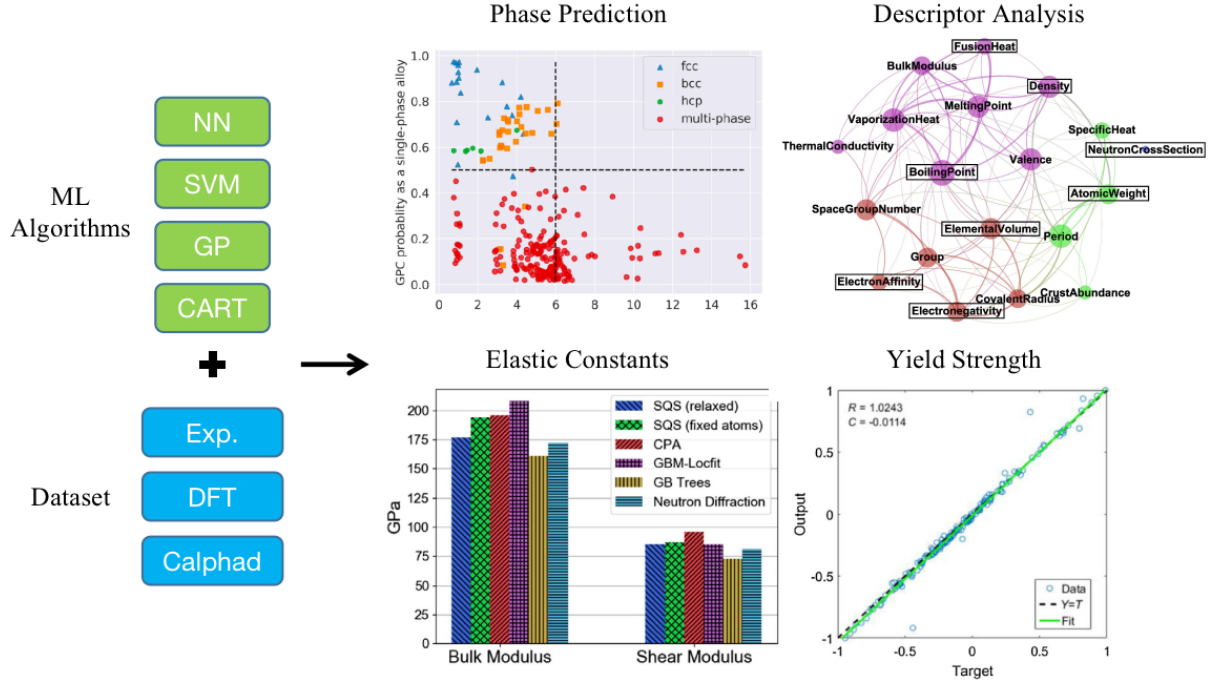 Phase Prediction
Descriptor Analysis
ML
Algorithms
NN
SVM
GP
CART
Dataset
Exp.
DFT
Calphad
GPC probablity as a single-phase alloy
1.0
0.8
0.6
0.4
0.2
0.0
0 2 4 6 8 10 12 14 16
fcc
bcc
hcp
multi-phase
FusionHeat
BulkModulus
Density
MeltingPoint
VaporizationHeat
SpecificHeat
ThermalConductivity
NeutronCrossSection
Valence
BoilingPoint
AtomicWeight
SpaceGroupNumber
ElementalVolume
Period
Group
ElectronAffinity
CrustAbundance
CovalentRadius
Electronegativity
Elastic Constants
Yield Strength
GPa
200
175
150
125
100
75
50
25
0
SQS (relaxed)
SQS (fixed atoms)
CPA
GBM-Locfit
GB Trees
Neutron Diffraction
Bulk Modulus
Shear Modulus
R = 1.0243
C = -0.0114
Output
1
0.5
0
-0.5
-1
-1 -0.5 0 0.5 1
Target
Data
Y=T
Fit